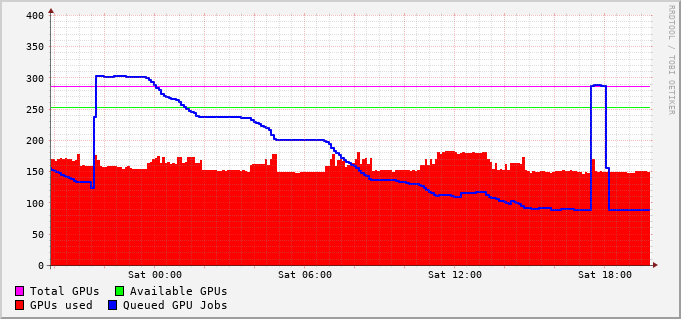 400
350
300
250
200
150
100
50
0
Sat 00:00 Sat 06:00 Sat 12:00 Sat 18:00
Total GPUs Available GPUs
GPUs used Queued GPU Jobs
RRDTOOL / TOBI OETIKER